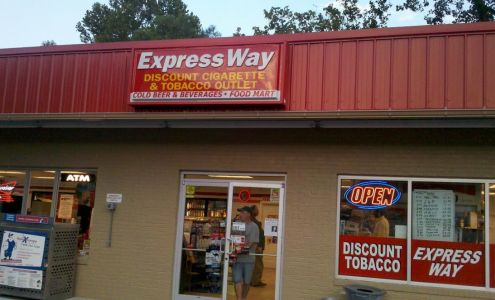 Express Way
DISCOUNT CIGARETTE
& TOBACCO OUTLET
COLD BEER & BEVERAGES • FOOD MART
ATM
OPEN
DISCOUNT
TOBACCO
EXPRESS
WAY